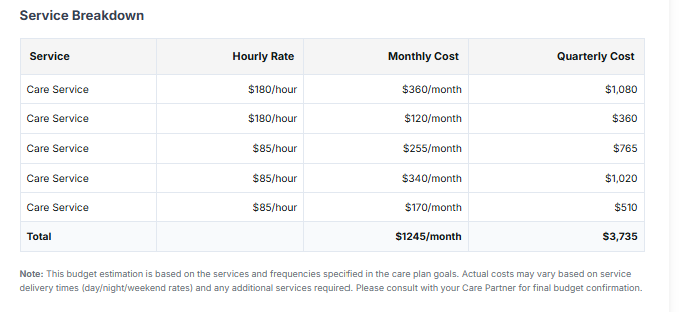 Service Breakdown
Service Hourly Rate Monthly Cost Quarterly Cost
Care Service $180/hour $360/month $1,080
Care Service $180/hour $120/month $360
Care Service $85/hour $255/month $765
Care Service $85/hour $340/month $1,020
Care Service $85/hour $170/month $510
Total $1245/month $3,735
Note: This budget estimation is based on the services and frequencies specified in the care plan goals. Actual costs may vary based on service
delivery times (day/night/weekend rates) and any additional services required. Please consult with your Care Partner for final budget confirmation.